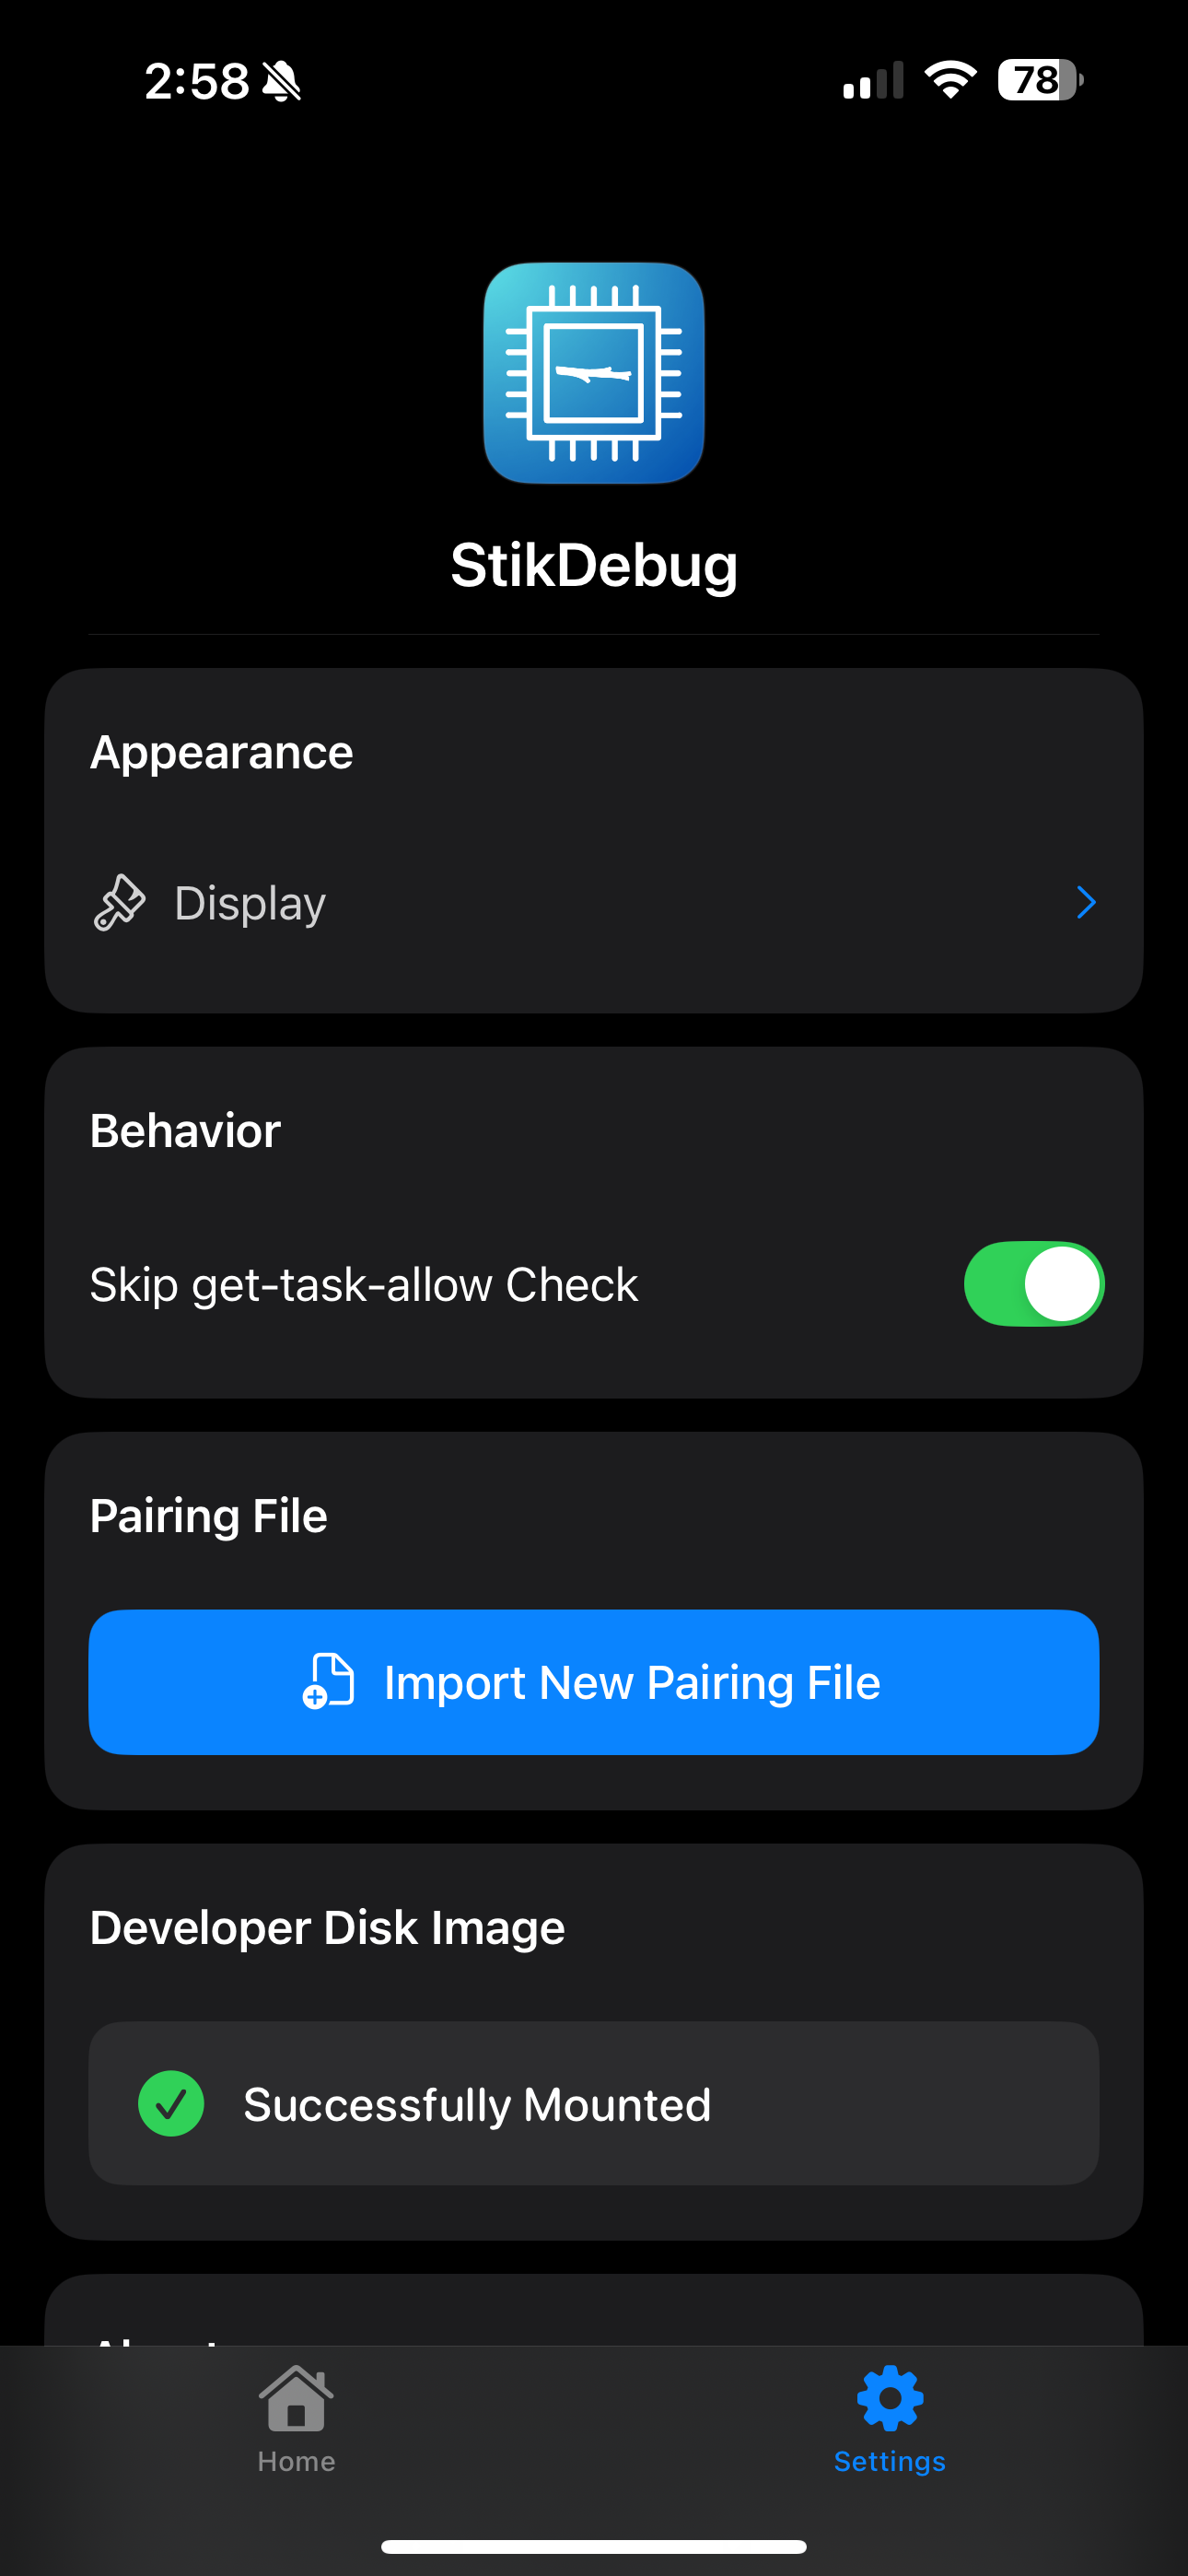 2:58
78
StikDebug
Appearance
Display
Behavior
Skip get-task-allow Check
Pairing File
Import New Pairing File
Developer Disk Image
Successfully Mounted
Home
Settings